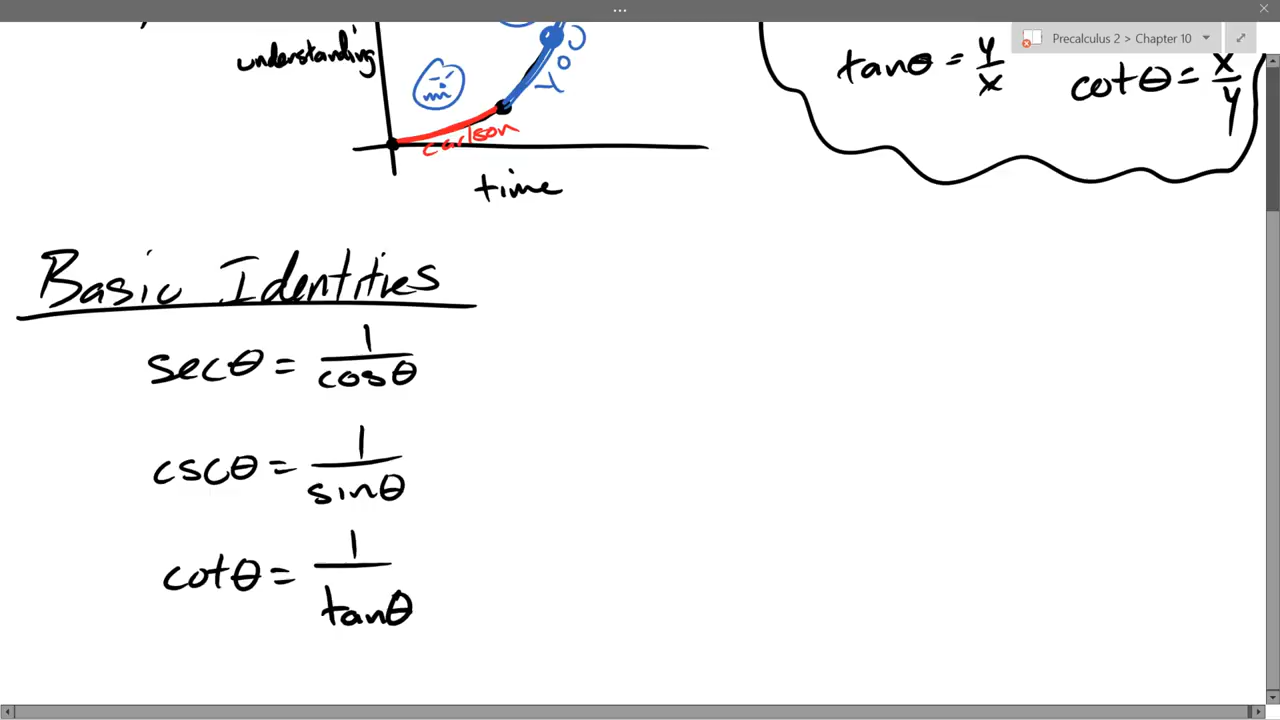 ...
Precalculus 2 > Chapter 10
understanding
carlson
time
tanθ = y/x
cotθ = x/y
Basic Identities
secθ = 1/cosθ
cscθ = 1/sinθ
cotθ = 1/tanθ